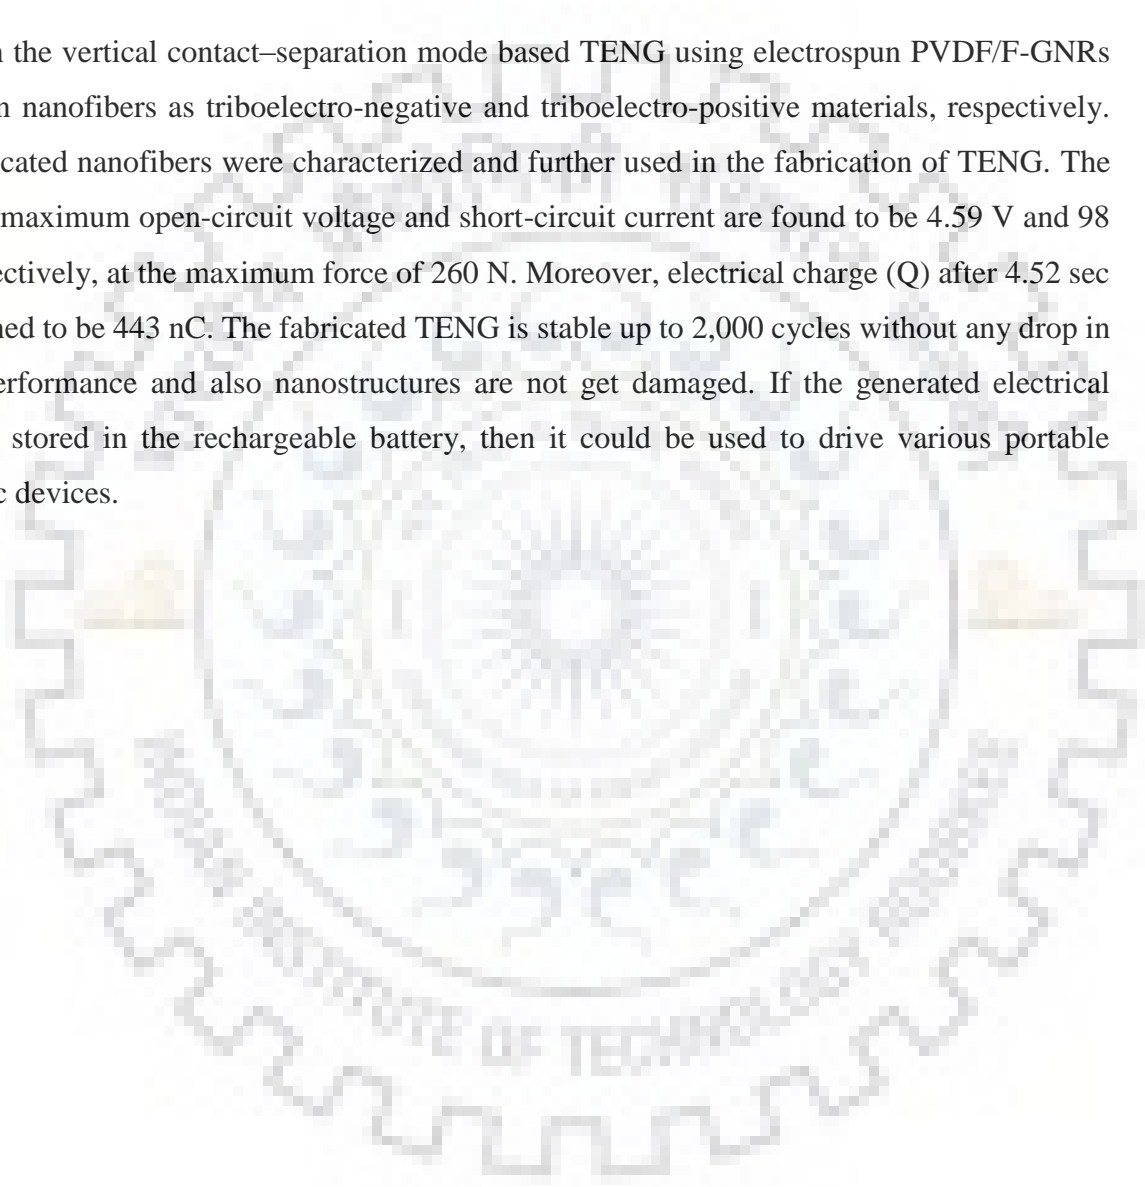 the vertical contact–separation mode based TENG using electrospun PVDF/F-GNRs
nanofibers as triboelectro-negative and triboelectro-positive materials, respectively.
icated nanofibers were characterized and further used in the fabrication of TENG. The
maximum open-circuit voltage and short-circuit current are found to be 4.59 V and 98
ectively, at the maximum force of 260 N. Moreover, electrical charge (Q) after 4.52 sec
ned to be 443 nC. The fabricated TENG is stable up to 2,000 cycles without any drop in
erformance and also nanostructures are not get damaged. If the generated electrical
stored in the rechargeable battery, then it could be used to drive various portable
c devices.
INSTITUTE OF TECHNOLOGY